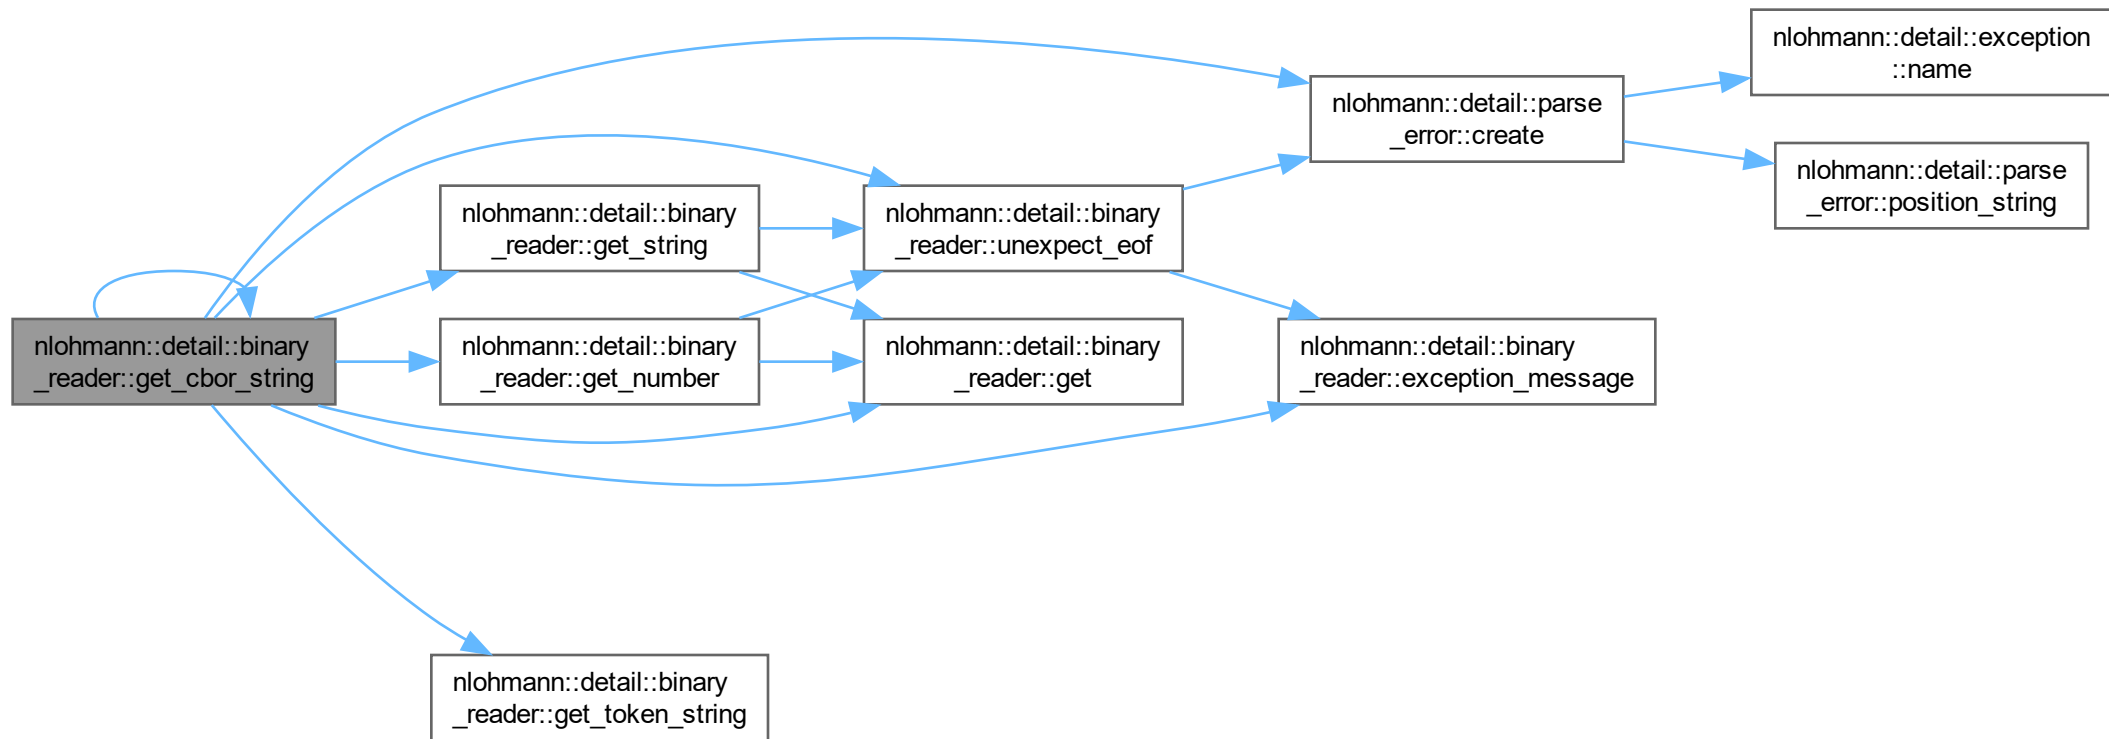 nlohmann::detail::binary
_reader::get_cbor_string
nlohmann::detail::binary
_reader::get_string
nlohmann::detail::binary
_reader::get_number
nlohmann::detail::binary
_reader::get_token_string
nlohmann::detail::binary
_reader::unexpect_eof
nlohmann::detail::binary
_reader::get
nlohmann::detail::parse
_error::create
nlohmann::detail::binary
_reader::exception_message
nlohmann::detail::exception
::name
nlohmann::detail::parse
_error::position_string